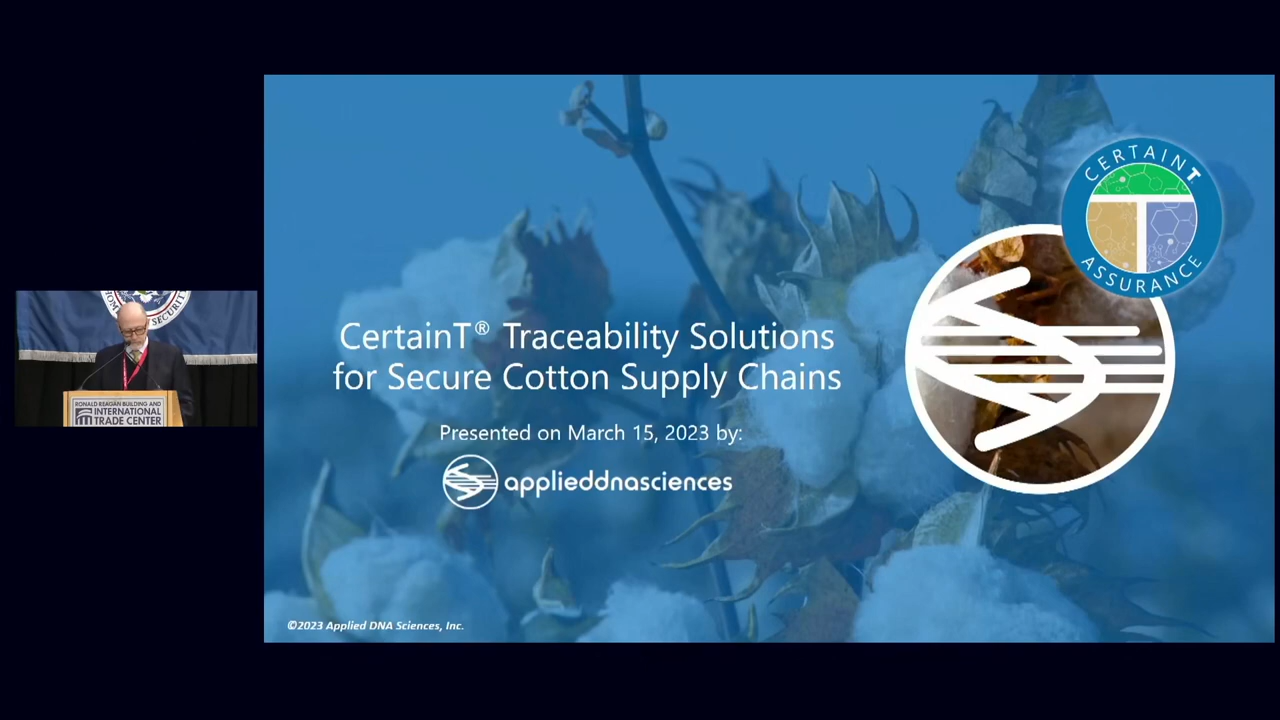 CERTAINT
ASSURANCE
CertainT® Traceability Solutions
for Secure Cotton Supply Chains
Presented on March 15, 2023 by:
applieddnasciences
©2023 Applied DNA Sciences, Inc.
SECURITY
RONALD REAGAN BUILDING AND
INTERNATIONAL
TRADE CENTER